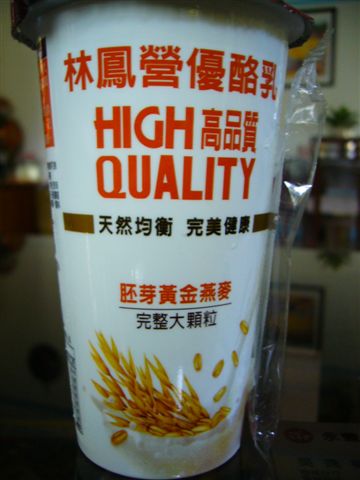 林鳳營優酪乳
HIGH 高品質
QUALITY
天然均衡 完美健康
胚芽黃金燕麥
完整大顆粒